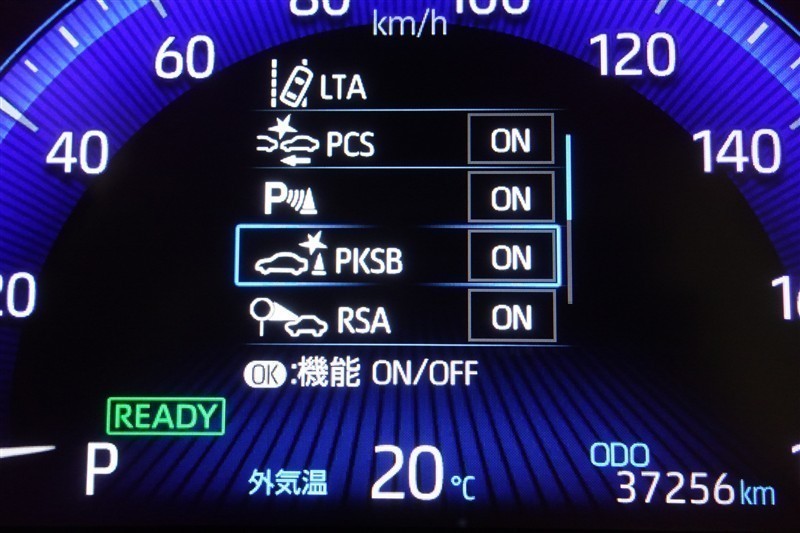 80
100
km/h
60
120
LTA
40
PCS ON
140
P ON
PKSB ON
20
RSA ON
OK:機能 ON/OFF
READY
P
外気温 20℃
ODO
37256km